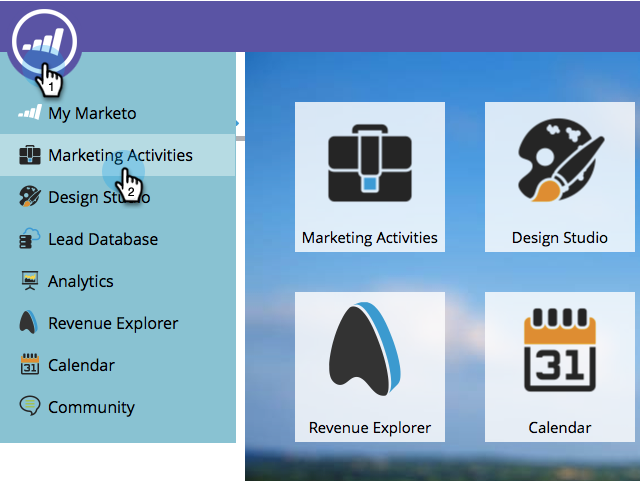 1
My Marketo
Marketing Activities
2
Design Studio
Lead Database
Analytics
Revenue Explorer
Calendar
Community
Marketing Activities
Design Studio
31
Revenue Explorer
Calendar